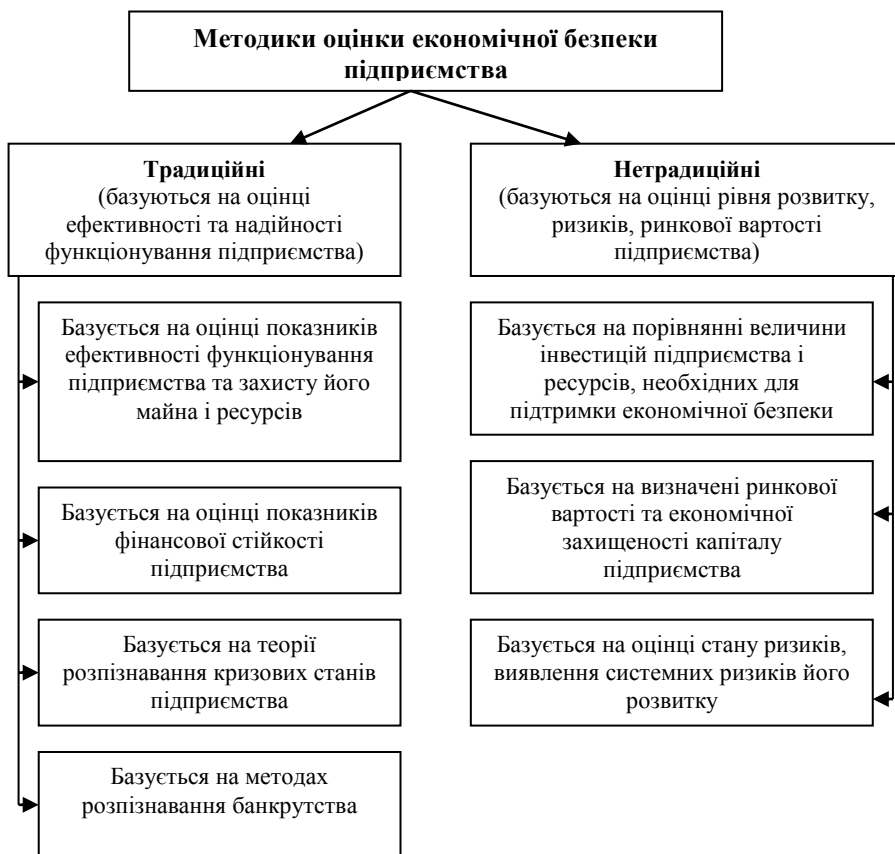 Методики оцінки економічної безпеки
підприємства
Традиційні
(базуються на оцінці
ефективності та надійності
функціонування підприємства)
Базується на оцінці показників
ефективності функціонування
підприємства та захисту його
майна і ресурсів
Базується на оцінці показників
фінансової стійкості
підприємства
Базується на теорії
розпізнавання кризових станів
підприємства
Базується на методах
розпізнавання банкрутства
Нетрадиційні
(базуються на оцінці рівня розвитку,
ризиків, ринкової вартості
підприємства)
Базується на порівнянні величини
інвестицій підприємства і
ресурсів, необхідних для
підтримки економічної безпеки
Базується на визначені ринкової
вартості та економічної
захищеності капіталу
підприємства
Базується на оцінці стану ризиків,
виявлення системних ризиків його
розвитку